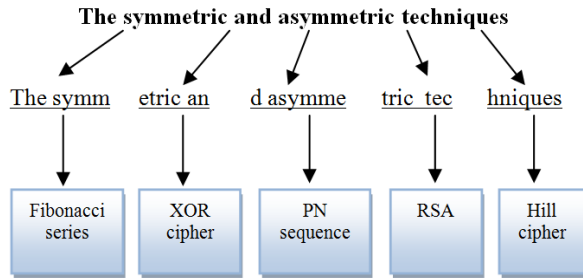 The symmetric and asymmetric techniques
The symm etric an d asymme tric tec hniques
Fibonacci XOR PN RSA Hill
series cipher sequence cipher